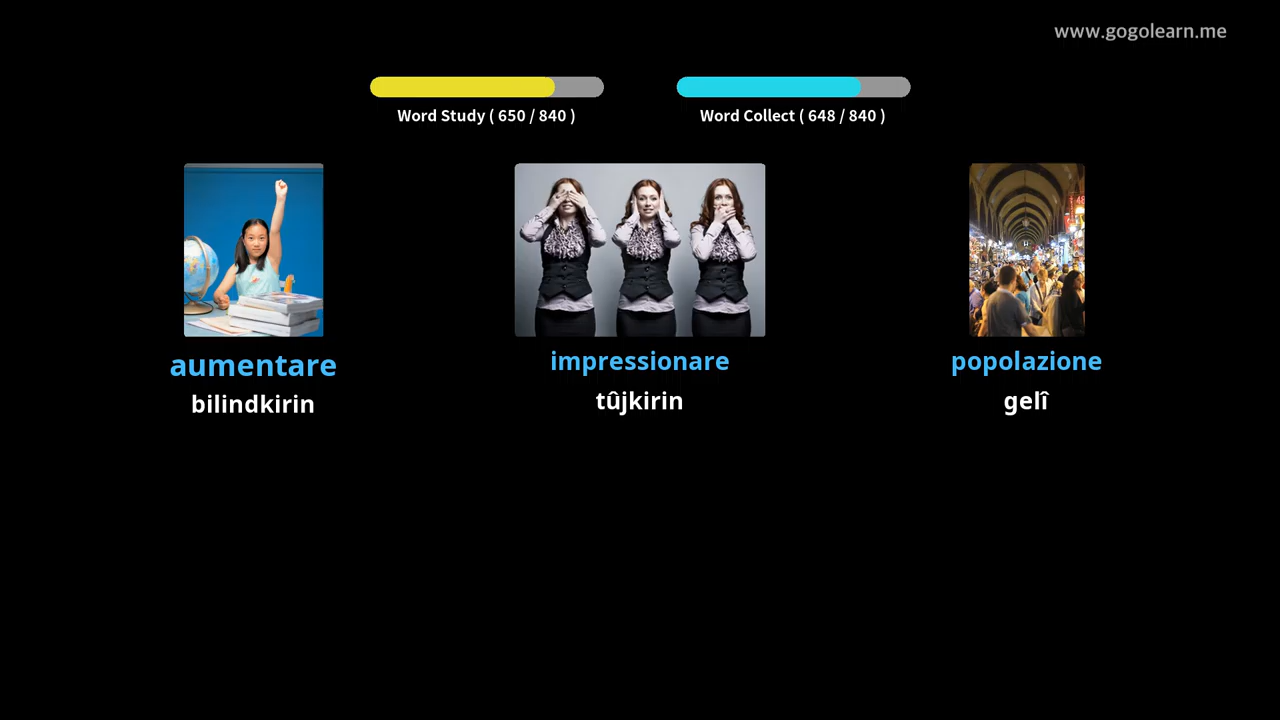 www.gogolearn.me
Word Study ( 650 / 840 )
Word Collect ( 648 / 840 )
aumentare
impressionare
popolazione
bilindkirin
tûjkirin
gelî